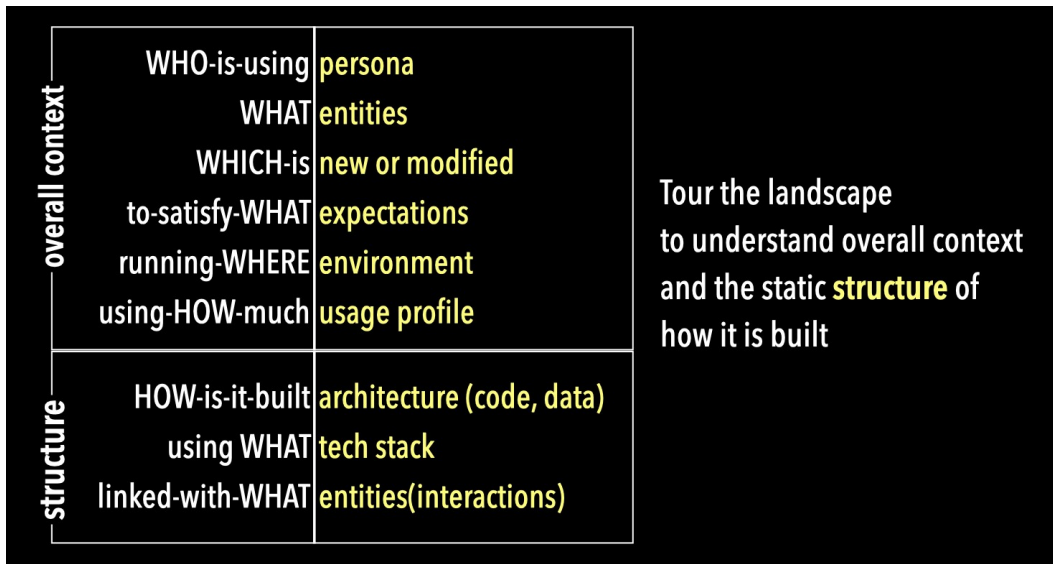 overall context
WHO-is-using persona
WHAT entities
WHICH-is new or modified
to-satisfy-WHAT expectations
running-WHERE environment
using-HOW-much usage profile
structure
HOW-is-it-built architecture (code, data)
using WHAT tech stack
linked-with-WHAT entities(interactions)
Tour the landscape
to understand overall context
and the static structure of
how it is built